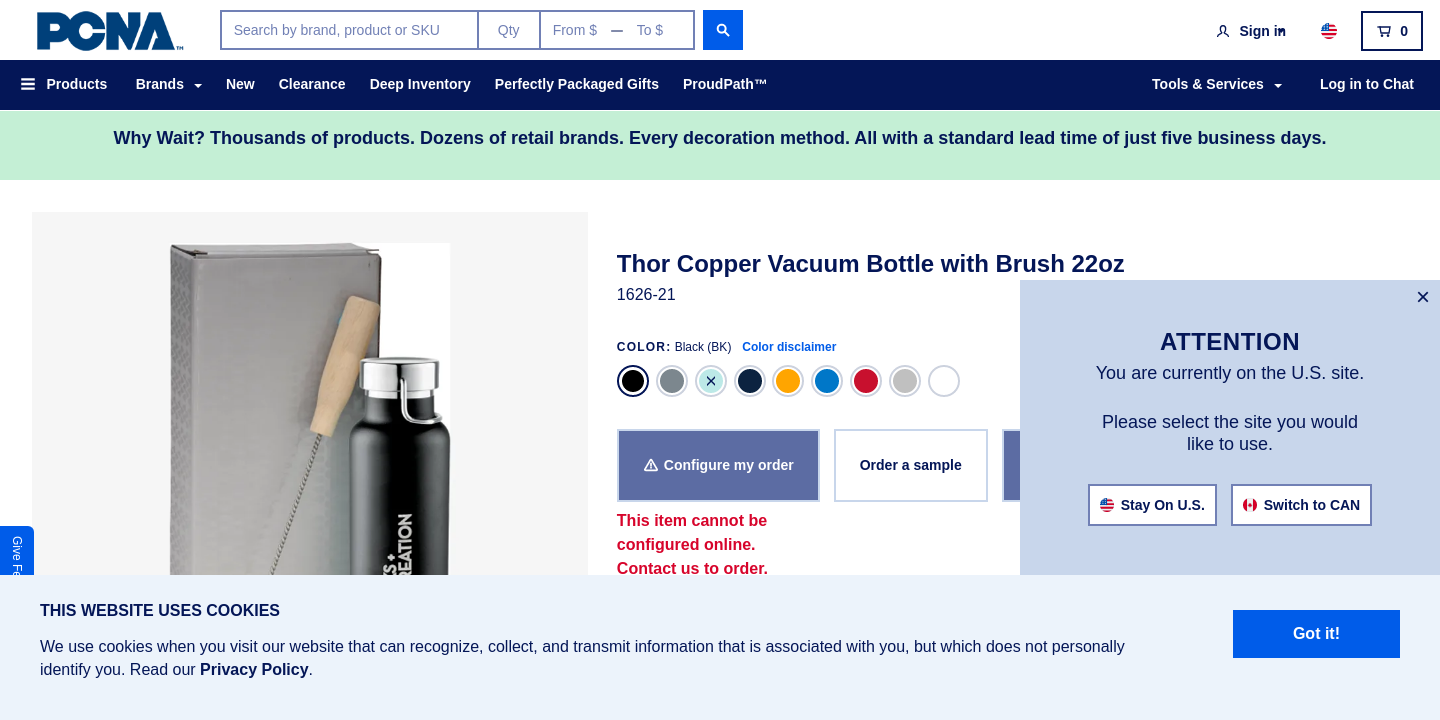 PCNA™
Search by brand, product or SKU
Qty
From $ — To $
Sign in
0
Products
Brands
New
Clearance
Deep Inventory
Perfectly Packaged Gifts
ProudPath™
Tools & Services
Log in to Chat
Why Wait? Thousands of products. Dozens of retail brands. Every decoration method. All with a standard lead time of just five business days.
Thor Copper Vacuum Bottle with Brush 22oz
1626-21
COLOR: Black (BK) Color disclaimer
Configure my order
Order a sample
This item cannot be
configured online.
Contact us to order.
×
ATTENTION
You are currently on the U.S. site.
Please select the site you would
like to use.
Stay On U.S.
Switch to CAN
Give
THIS WEBSITE USES COOKIES
We use cookies when you visit our website that can recognize, collect, and transmit information that is associated with you, but which does not personally
identify you. Read our Privacy Policy.
Got it!